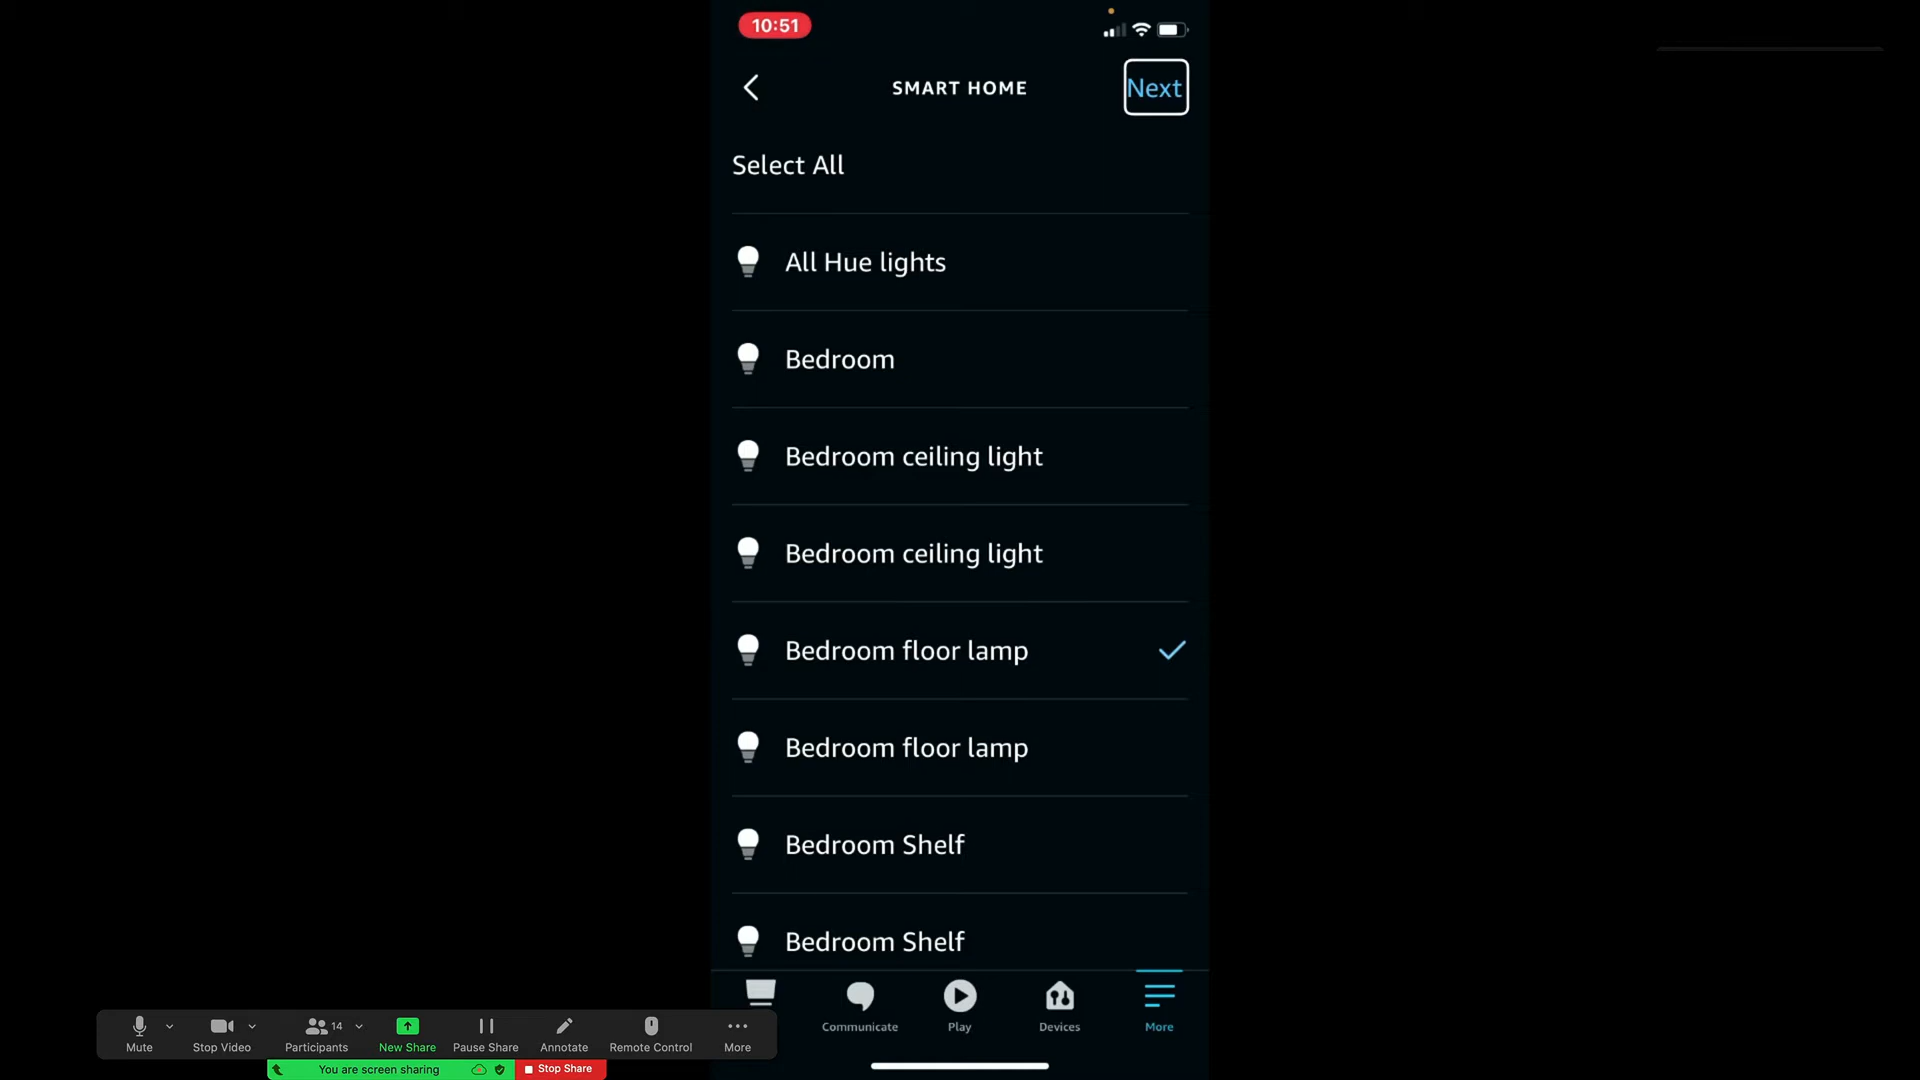 10:51
SMART HOME
Next
Select All
All Hue lights
Bedroom
Bedroom ceiling light
Bedroom ceiling light
Bedroom floor lamp
Bedroom floor lamp
Bedroom Shelf
Bedroom Shelf
Communicate
Play
Devices
More
14
Mute
Stop Video
Participants
New Share
Pause Share
Annotate
Remote Control
More
You are screen sharing
Stop Share